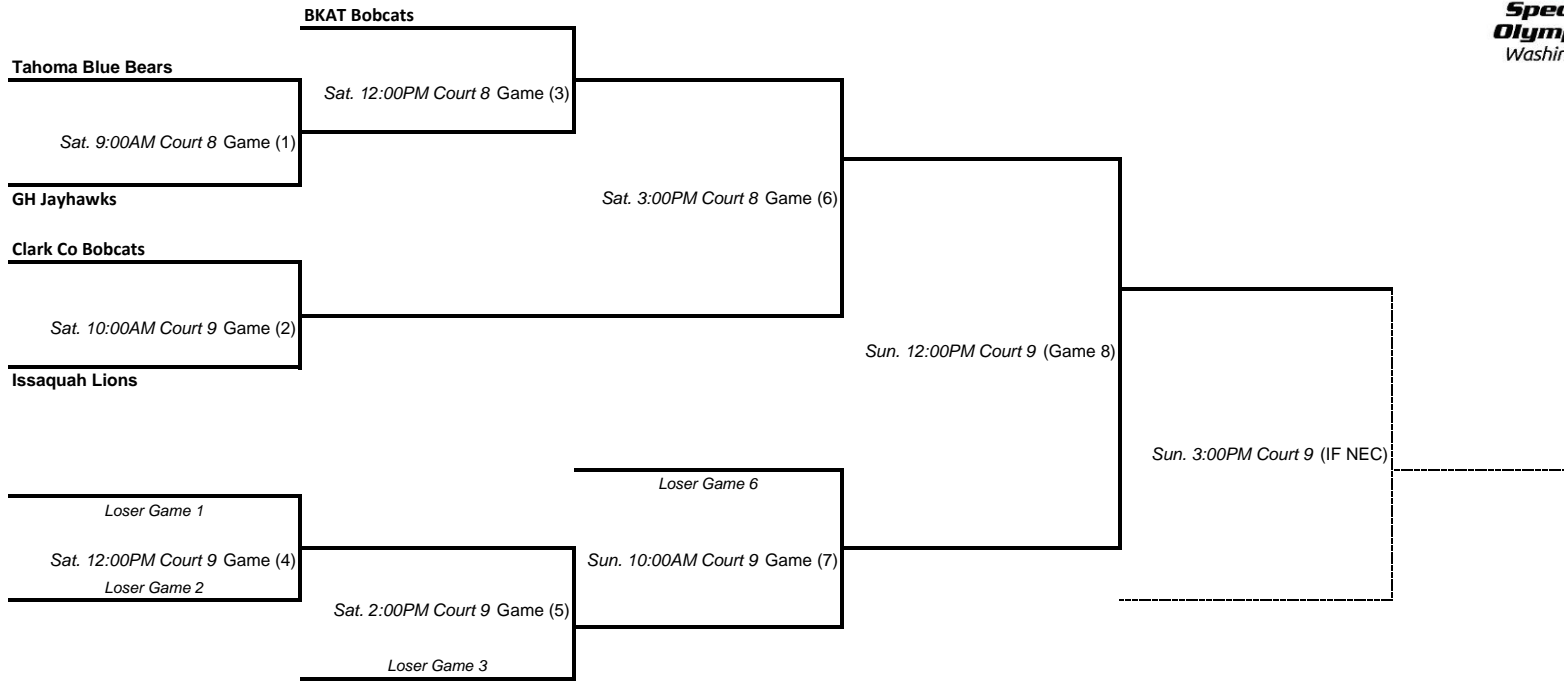 BKAT Bobcats
Tahoma Blue Bears
Sat. 12:00PM Court 8 Game (3)
Sat. 9:00AM Court 8 Game (1)
GH Jayhawks
Sat. 3:00PM Court 8 Game (6)
Clark Co Bobcats
Sat. 10:00AM Court 9 Game (2)
Sun. 12:00PM Court 9 (Game 8)
Issaquah Lions
Sun. 3:00PM Court 9 (IF NEC)
Loser Game 6
Loser Game 1
Sat. 12:00PM Court 9 Game (4)
Sun. 10:00AM Court 9 Game (7)
Loser Game 2
Sat. 2:00PM Court 9 Game (5)
Loser Game 3